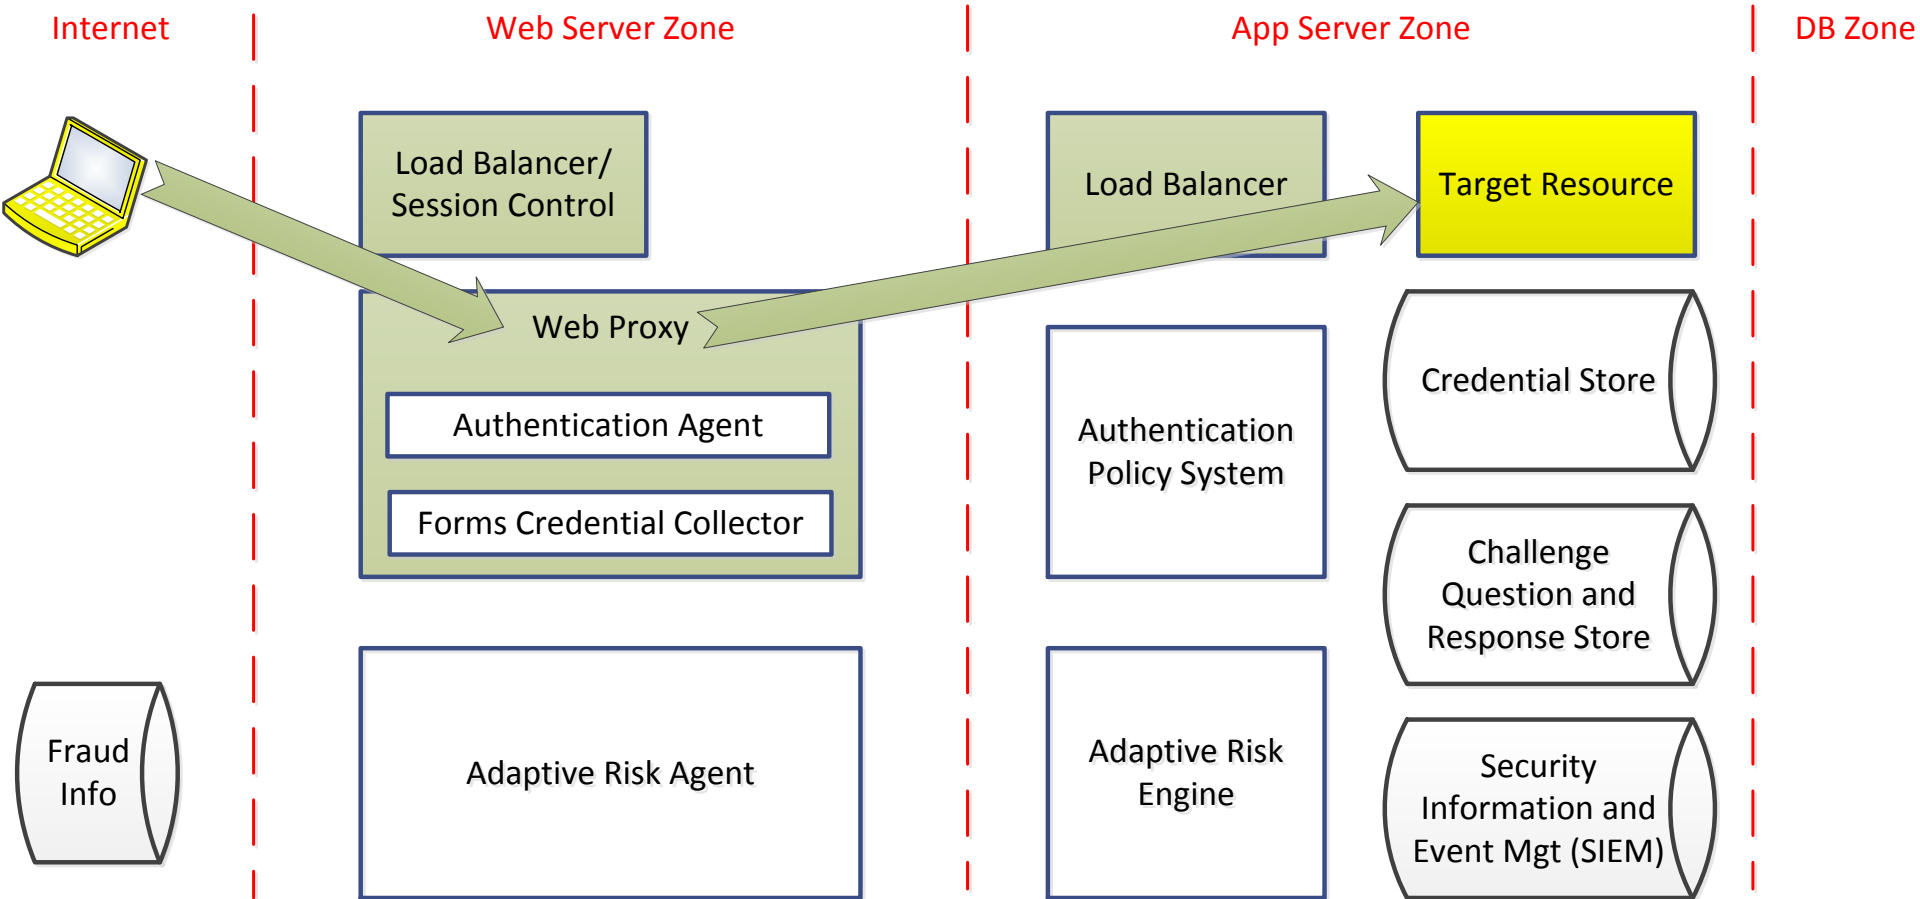 Internet
Web Server Zone
App Server Zone
DB Zone
Load Balancer/
Session Control
Load Balancer
Target Resource
Web Proxy
Authentication Agent
Forms Credential Collector
Authentication
Policy System
Credential Store
Challenge
Question and
Response Store
Fraud
Info
Adaptive Risk Agent
Adaptive Risk
Engine
Security
Information and
Event Mgt (SIEM)